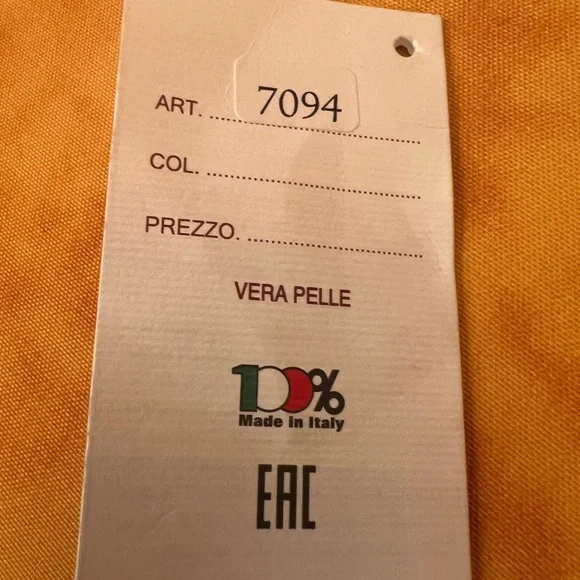 ART. .......... 7094
COL. ..........
PREZZO. ..........
VERA PELLE
100%
Made in Italy
EAC